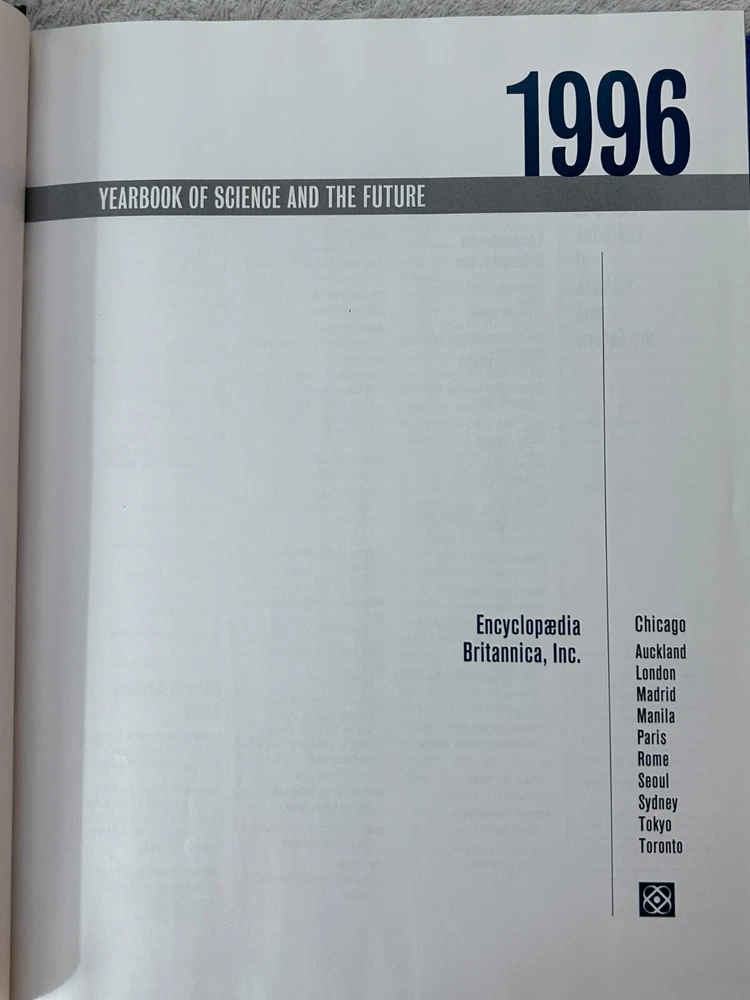 1996
YEARBOOK OF SCIENCE AND THE FUTURE
Encyclopædia
Britannica, Inc.
Chicago
Auckland
London
Madrid
Manila
Paris
Rome
Seoul
Sydney
Tokyo
Toronto